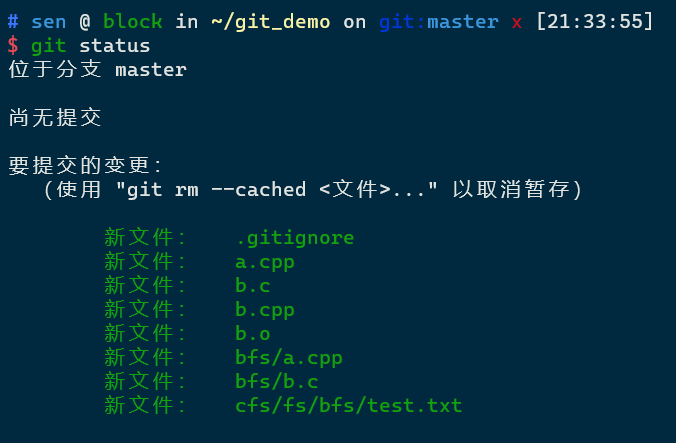 # sen @ block in ~/git_demo on git:master x [21:33:55]
$ git status
位于分支 master
尚无提交
要提交的变更：
（使用 "git rm --cached <文件>..." 以取消暂存）
新文件： .gitignore
新文件： a.cpp
新文件： b.c
新文件： b.cpp
新文件： b.o
新文件： bfs/a.cpp
新文件： bfs/b.c
新文件： cfs/fs/bfs/test.txt